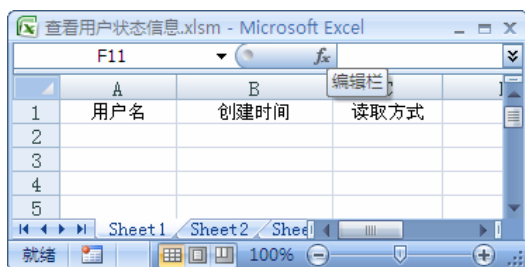 查看用户状态信息.xlsm - Microsoft Excel
F11
fx
编辑栏
A B
1 用户名 创建时间 读取方式
2
3
4
5
Sheet1 Sheet2
就绪 100%